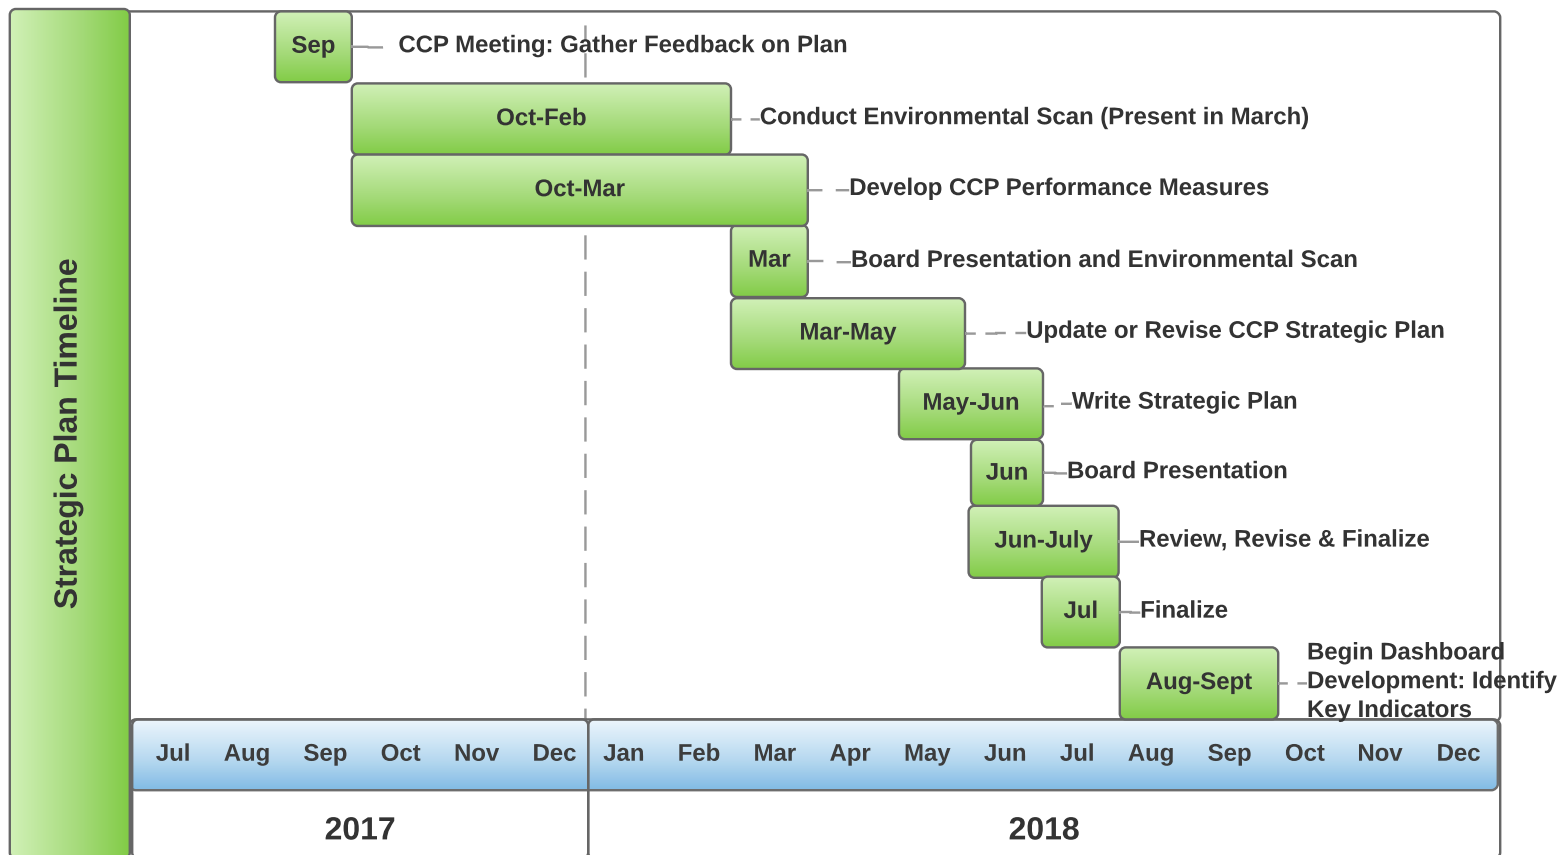 Strategic Plan Timeline
Sep
CCP Meeting: Gather Feedback on Plan
Oct-Feb
Conduct Environmental Scan (Present in March)
Oct-Mar
Develop CCP Performance Measures
Mar
Board Presentation and Environmental Scan
Mar-May
Update or Revise CCP Strategic Plan
May-Jun
Write Strategic Plan
Jun
Board Presentation
Jun-July
Review, Revise & Finalize
Jul
Finalize
Aug-Sept
Begin Dashboard
Development: Identify
Key Indicators
Jul Aug Sep Oct Nov Dec Jan Feb Mar Apr May Jun Jul Aug Sep Oct Nov Dec
2017 2018